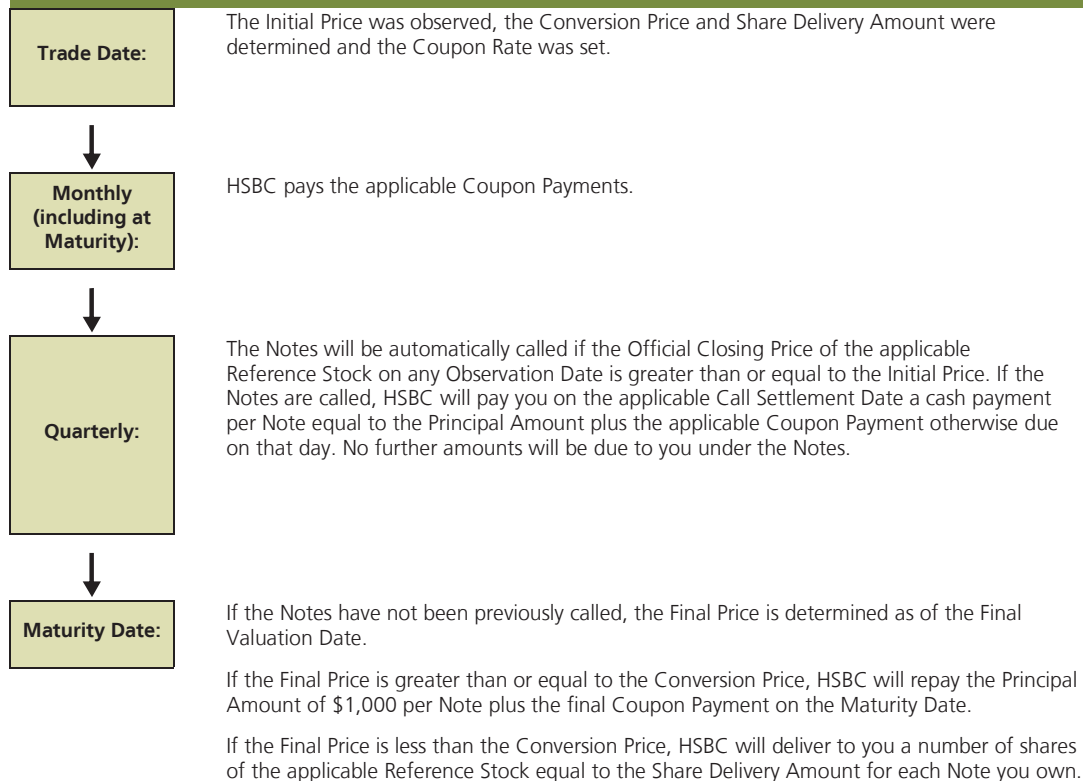 Trade Date:
The Initial Price was observed, the Conversion Price and Share Delivery Amount were
determined and the Coupon Rate was set.
Monthly
(including at
Maturity):
HSBC pays the applicable Coupon Payments.
Quarterly:
The Notes will be automatically called if the Official Closing Price of the applicable
Reference Stock on any Observation Date is greater than or equal to the Initial Price. If the
Notes are called, HSBC will pay you on the applicable Call Settlement Date a cash payment
per Note equal to the Principal Amount plus the applicable Coupon Payment otherwise due
on that day. No further amounts will be due to you under the Notes.
Maturity Date:
If the Notes have not been previously called, the Final Price is determined as of the Final
Valuation Date.
If the Final Price is greater than or equal to the Conversion Price, HSBC will repay the Principal
Amount of $1,000 per Note plus the final Coupon Payment on the Maturity Date.
If the Final Price is less than the Conversion Price, HSBC will deliver to you a number of shares
of the applicable Reference Stock equal to the Share Delivery Amount for each Note you own.